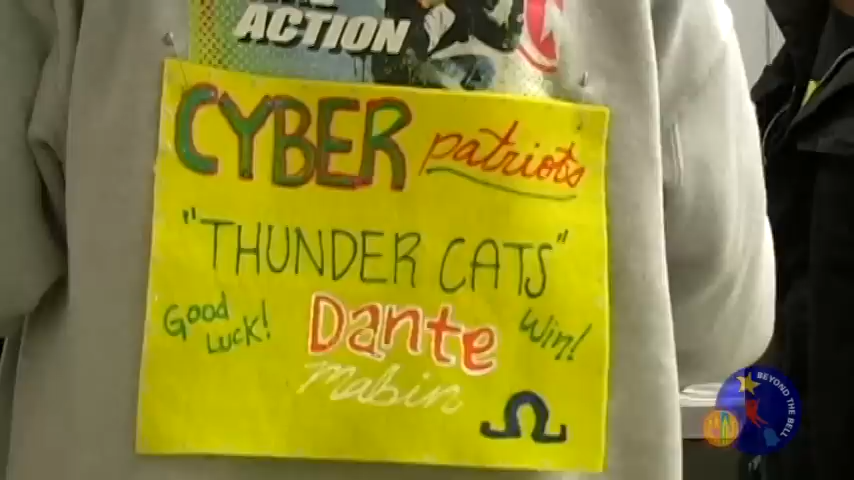 ACTION
CYBER patriots
"THUNDER CATS"
Good Luck!
Dante
Mabin
Win!
Ω
BEYOND THE BELL